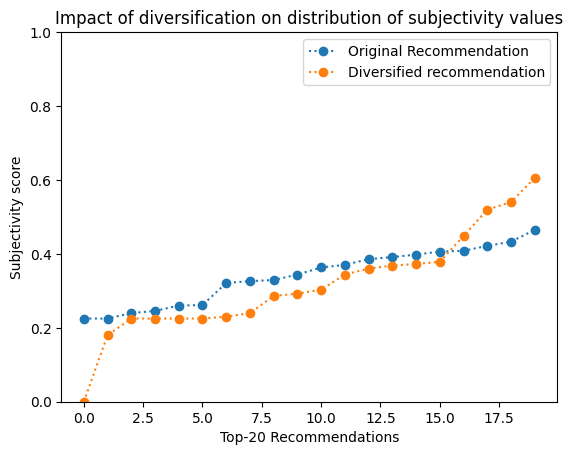 Impact of diversification on distribution of subjectivity values
1.0
0.8
0.6
0.4
0.2
0.0
Subjectivity score
Original Recommendation
Diversified recommendation
0.0 2.5 5.0 7.5 10.0 12.5 15.0 17.5
Top-20 Recommendations